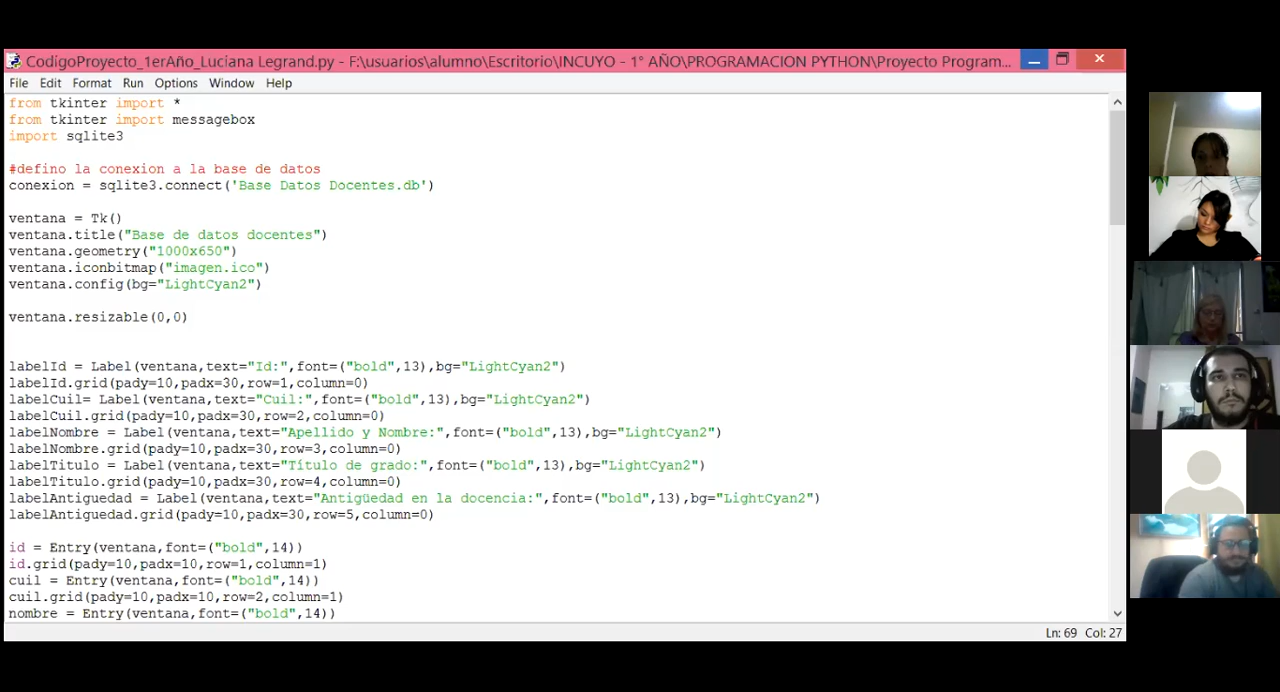 CodigoProyecto_1erAño_Luciana Legrand.py - F:\usuarios\alumno\Escritorio\INCUYO - 1° AÑO\PROGRAMACION PYTHON\Proyecto Program...
File Edit Format Run Options Window Help
from tkinter import *
from tkinter import messagebox
import sqlite3
#defino la conexion a la base de datos
conexion = sqlite3.connect('Base Datos Docentes.db')
ventana = Tk()
ventana.title("Base de datos docentes")
ventana.geometry("1000x650")
ventana.iconbitmap("imagen.ico")
ventana.config(bg="LightCyan2")
ventana.resizable(0,0)
labelId = Label(ventana,text="Id:",font=("bold",13),bg="LightCyan2")
labelId.grid(pady=10,padx=30,row=1,column=0)
labelCuil= Label(ventana,text="Cuil:",font=("bold",13),bg="LightCyan2")
labelCuil.grid(pady=10,padx=30,row=2,column=0)
labelNombre = Label(ventana,text="Apellido y Nombre:",font=("bold",13),bg="LightCyan2")
labelNombre.grid(pady=10,padx=30,row=3,column=0)
labelTitulo = Label(ventana,text="Título de grado:",font=("bold",13),bg="LightCyan2")
labelTitulo.grid(pady=10,padx=30,row=4,column=0)
labelAntiguedad = Label(ventana,text="Antigüedad en la docencia:",font=("bold",13),bg="LightCyan2")
labelAntiguedad.grid(pady=10,padx=30,row=5,column=0)
id = Entry(ventana,font=("bold",14))
id.grid(pady=10,padx=10,row=1,column=1)
cuil = Entry(ventana,font=("bold",14))
cuil.grid(pady=10,padx=10,row=2,column=1)
nombre = Entry(ventana,font=("bold",14))
Ln: 69 Col: 27